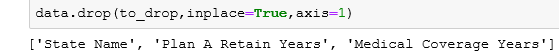 data.drop(to_drop,inplace=True,axis=1)
['State Name', 'Plan A Retain Years', 'Medical Coverage Years']